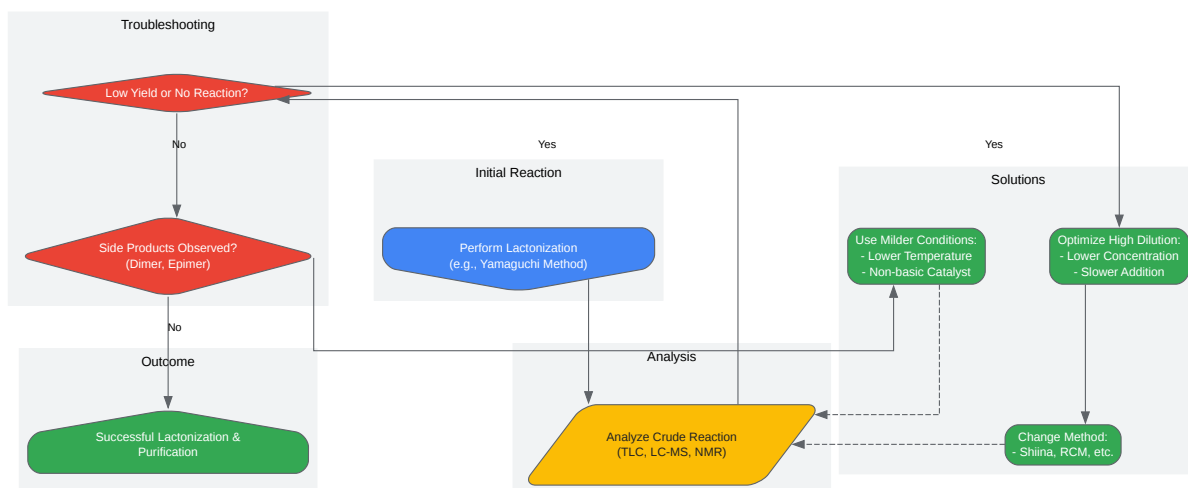 Troubleshooting
Low Yield or No Reaction?
No
Yes
Yes
Initial Reaction
Solutions
Side Products Observed?
(Dimer, Epimer)
Perform Lactonization
(e.g., Yamaguchi Method)
Use Milder Conditions:
- Lower Temperature
- Non-basic Catalyst
Optimize High Dilution:
- Lower Concentration
- Slower Addition
No
Outcome
Analysis
Successful Lactonization &
Purification
Analyze Crude Reaction
(TLC, LC-MS, NMR)
Change Method:
- Shiina, RCM, etc.